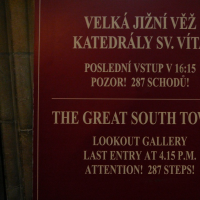 VELKÁ JIŽNÍ VĚŽ
KATEDRÁLY SV. VÍTA
POSLEDNÍ VSTUP V 16:15
POZOR! 287 SCHODŮ!
THE GREAT SOUTH TOW
LOOKOUT GALLERY
LAST ENTRY AT 4.15 P.M.
ATTENTION! 287 STEPS!